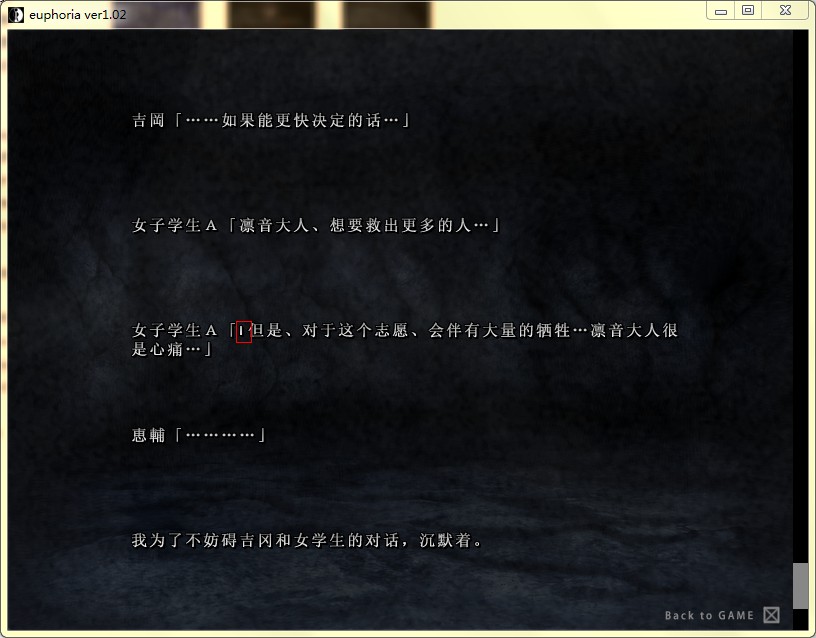 euphoria ver1.02
吉岡「……如果能更快决定的话…」
女子学生Ａ「凛音大人、想要救出更多的人…」
女子学生Ａ「I但是、对于这个志愿、会伴有大量的牺牲…凛音大人很
是心痛…」
恵輔「…………」
我为了不妨碍吉冈和女学生的对话，沉默着。
Back to GAME